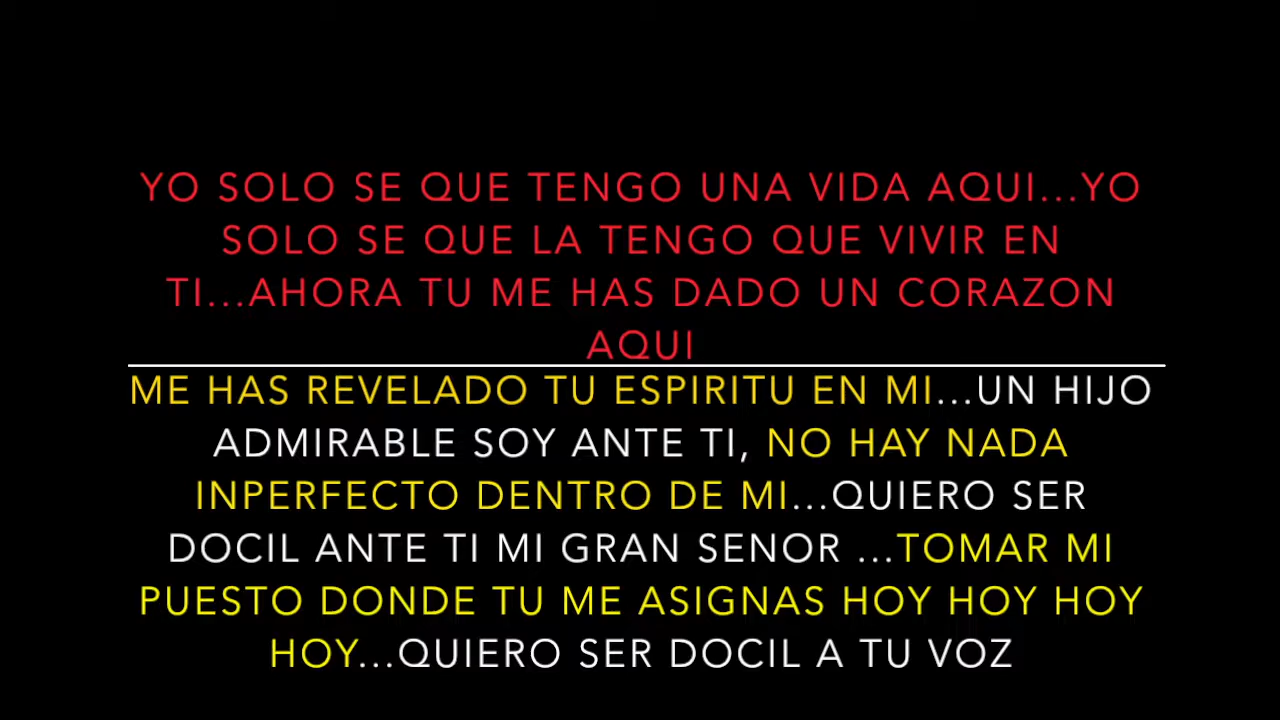 YO SOLO SE QUE TENGO UNA VIDA AQUI...YO
SOLO SE QUE LA TENGO QUE VIVIR EN
TI...AHORA TU ME HAS DADO UN CORAZON
AQUI
ME HAS REVELADO TU ESPIRITU EN MI...UN HIJO
ADMIRABLE SOY ANTE TI, NO HAY NADA
INPERFECTO DENTRO DE MI...QUIERO SER
DOCIL ANTE TI MI GRAN SENOR ...TOMAR MI
PUESTO DONDE TU ME ASIGNAS HOY HOY HOY
HOY...QUIERO SER DOCIL A TU VOZ